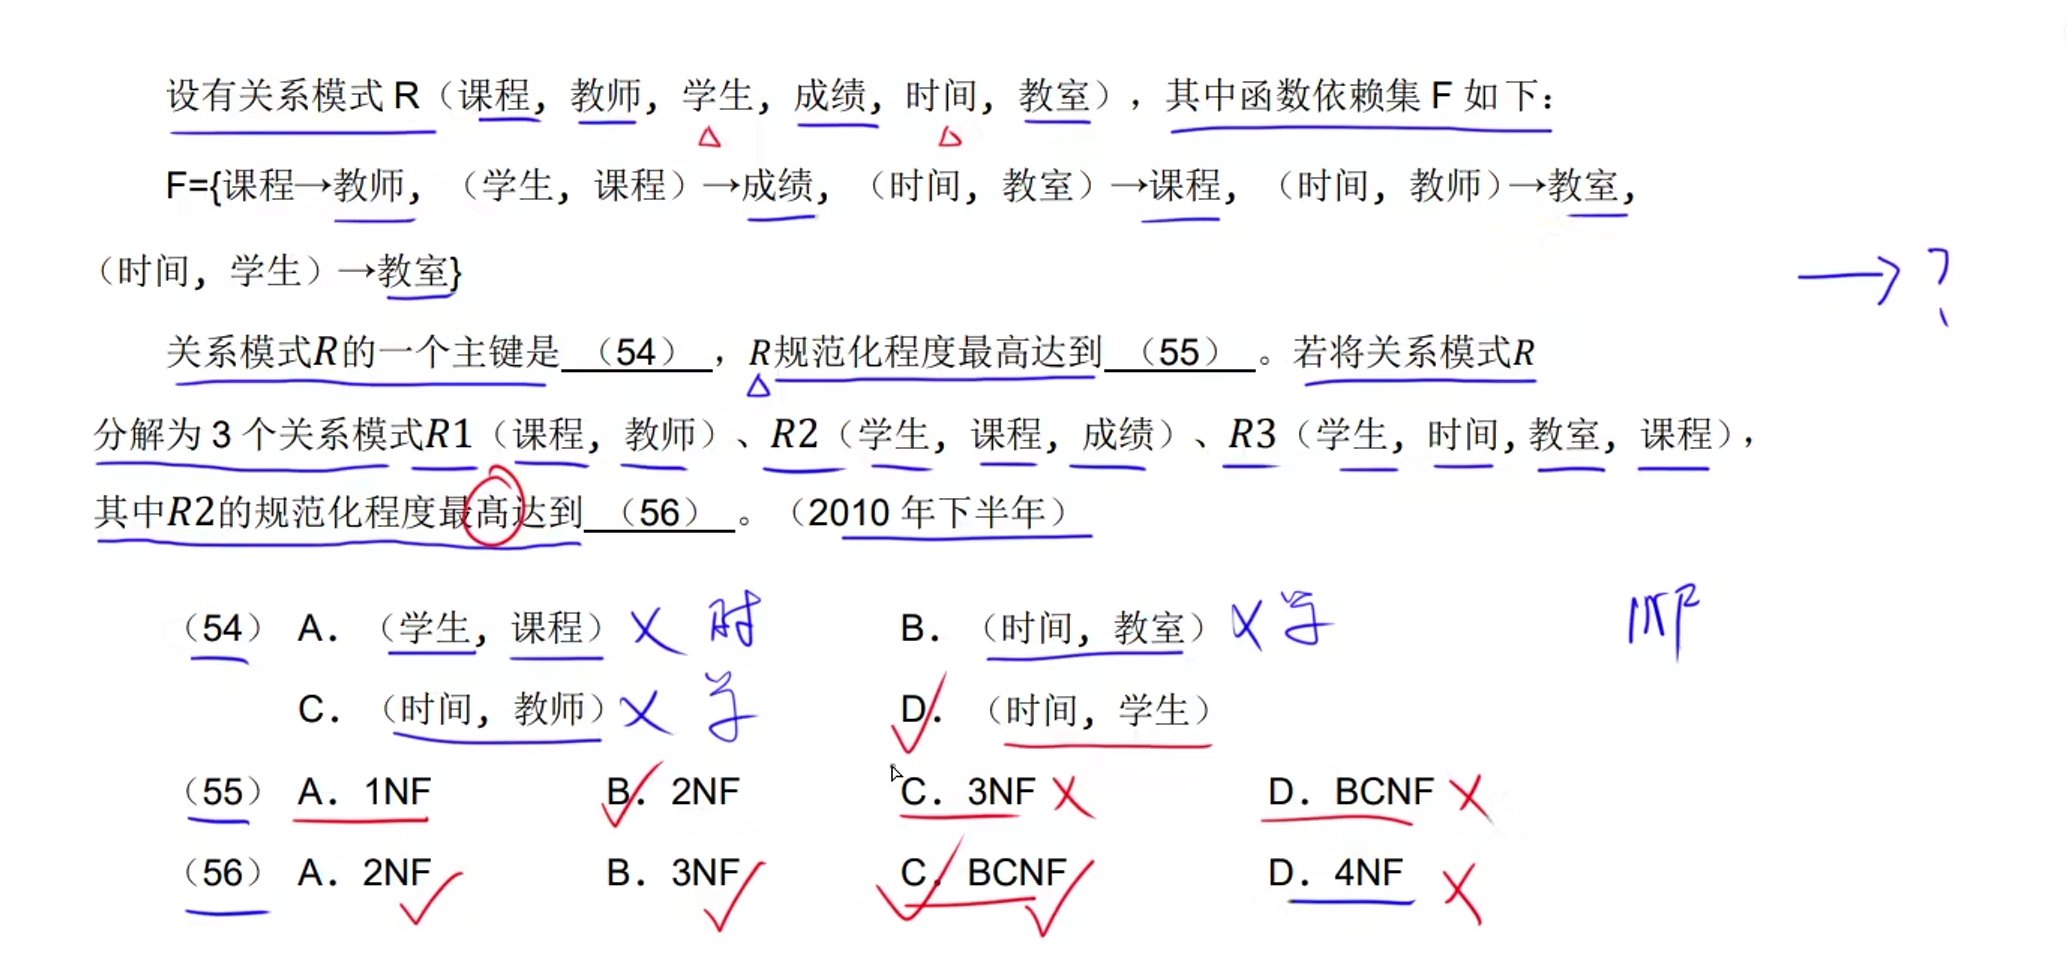 设有关系模式 R（课程，教师，学生，成绩，时间，教室），其中函数依赖集 F 如下：
F={课程→教师，（学生，课程）→成绩，（时间，教室）→课程，（时间，教师）→教室，
（时间，学生）→教室}
→ ?
关系模式R的一个主键是 （54） ，R规范化程度最高达到 （55） 。若将关系模式R
分解为 3 个关系模式R1（课程，教师）、R2（学生，课程，成绩）、R3（学生，时间，教室，课程），
其中R2的规范化程度最高达到 （56） 。（2010 年下半年）
（54） A. （学生，课程） × 时 B. （时间，教室） × 学
C. （时间，教师） × 学 D. （时间，学生）
（55） A. 1NF B. 2NF C. 3NF × D. BCNF ×
（56） A. 2NF B. 3NF C. BCNF D. 4NF ×